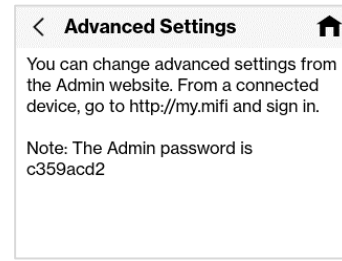 Advanced Settings
You can change advanced settings from
the Admin website. From a connected
device, go to http://my.mifi and sign in.
Note: The Admin password is
c359acd2